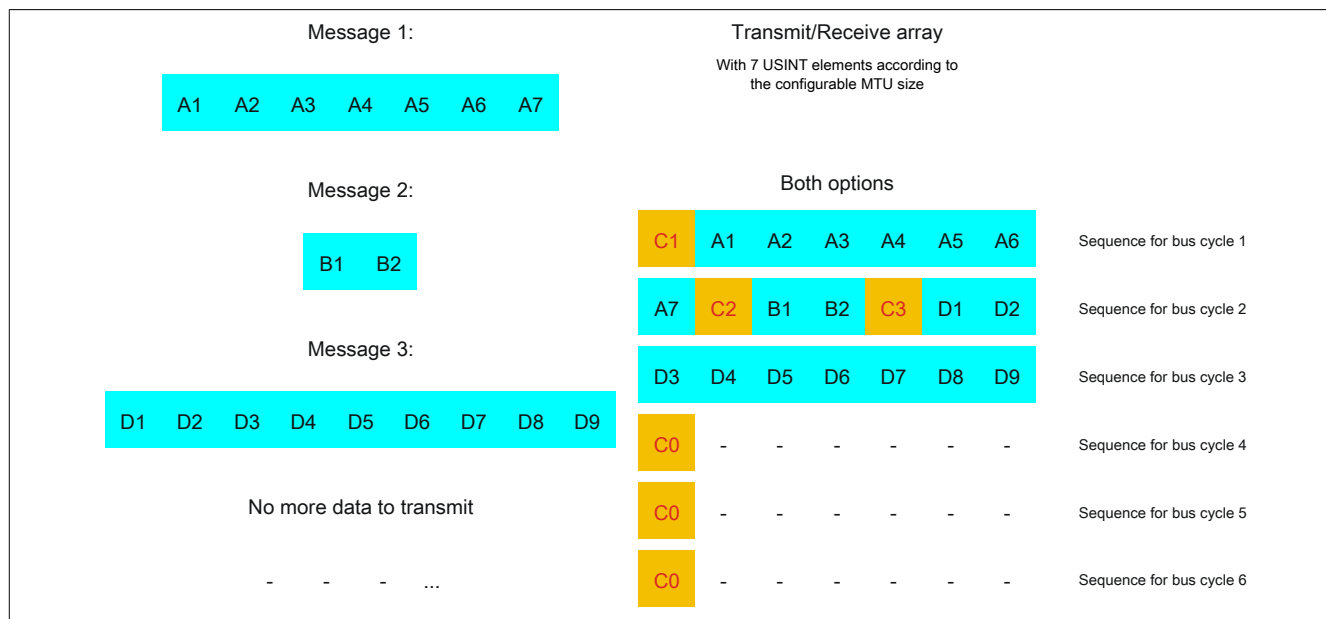 Message 1:
A1 A2 A3 A4 A5 A6 A7
Message 2:
B1 B2
Message 3:
D1 D2 D3 D4 D5 D6 D7 D8 D9
No more data to transmit
- - - ...
Transmit/Receive array
With 7 USINT elements according to
the configurable MTU size
Both options
C1 A1 A2 A3 A4 A5 A6 Sequence for bus cycle 1
A7 C2 B1 B2 C3 D1 D2 Sequence for bus cycle 2
D3 D4 D5 D6 D7 D8 D9 Sequence for bus cycle 3
C0 - - - - - - Sequence for bus cycle 4
C0 - - - - - - Sequence for bus cycle 5
C0 - - - - - - Sequence for bus cycle 6